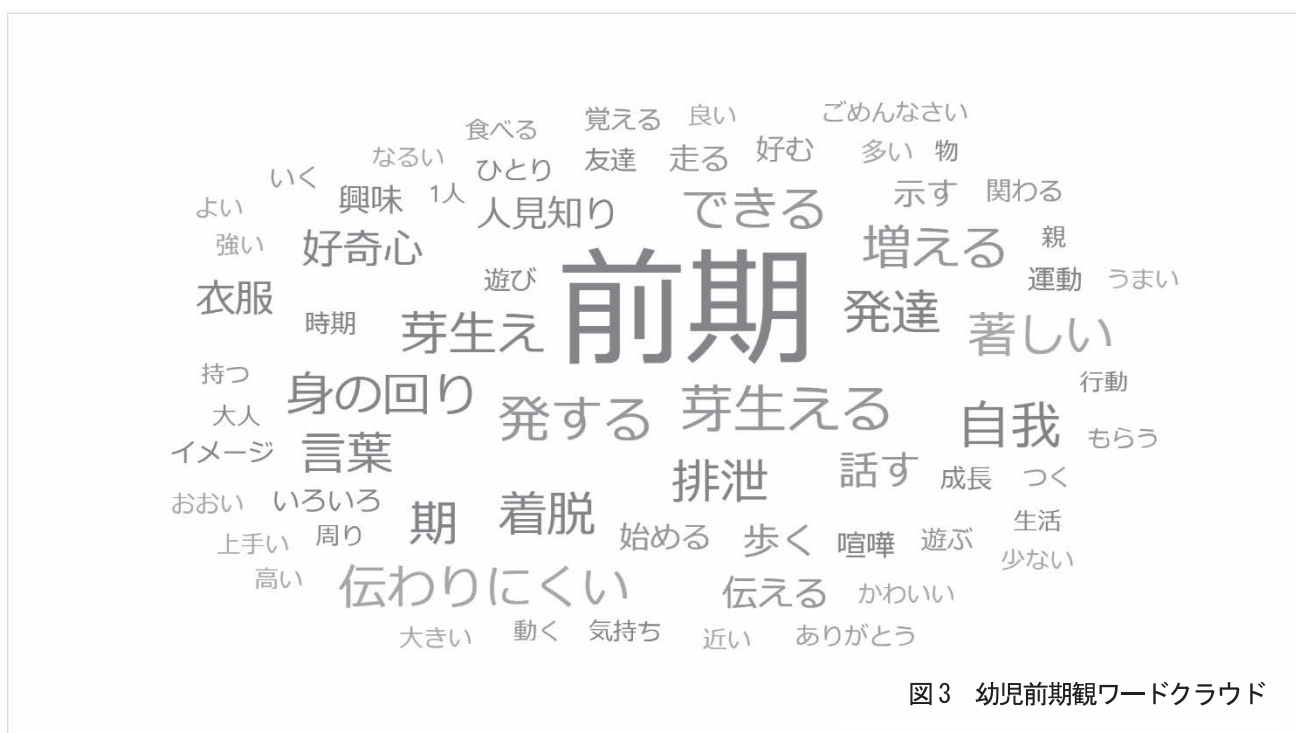 食べる 覚える 良い ごめんなさい
なるい ひとり 友達 走る 好む 多い 物
いく 興味 1人 人見知り できる 示す 関わる
よい 強い 好奇心 増える 親
衣服 遊び 前期 発達 運動 うまい
時期 芽生え 著しい
持つ 身の回り 発する 芽生える 自我 行動
大人 もらう
イメージ 言葉 排泄 話す 成長 つく
おおい いろいろ 期 着脱 生活
上手い 周り 始める 歩く 喧嘩 遊ぶ 少ない
高い 伝わりにくい 伝える かわいい
大きい 動く 気持ち 近い ありがとう
図3 幼児前期観ワードクラウド